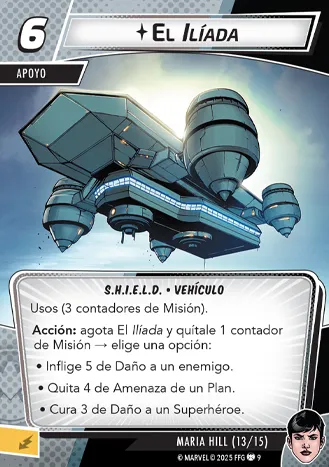 6
El Ilíada
APOYO
S.H.I.E.L.D. • VEHÍCULO
Usos (3 contadores de Misión).
Acción: agota El Ilíada y quítale 1 contador
de Misión → elige una opción:
• Inflige 5 de Daño a un enemigo.
• Quita 4 de Amenaza de un Plan.
• Cura 3 de Daño a un Superhéroe.
MARIA HILL (13/15)
© MARVEL © 2025 FFG 9